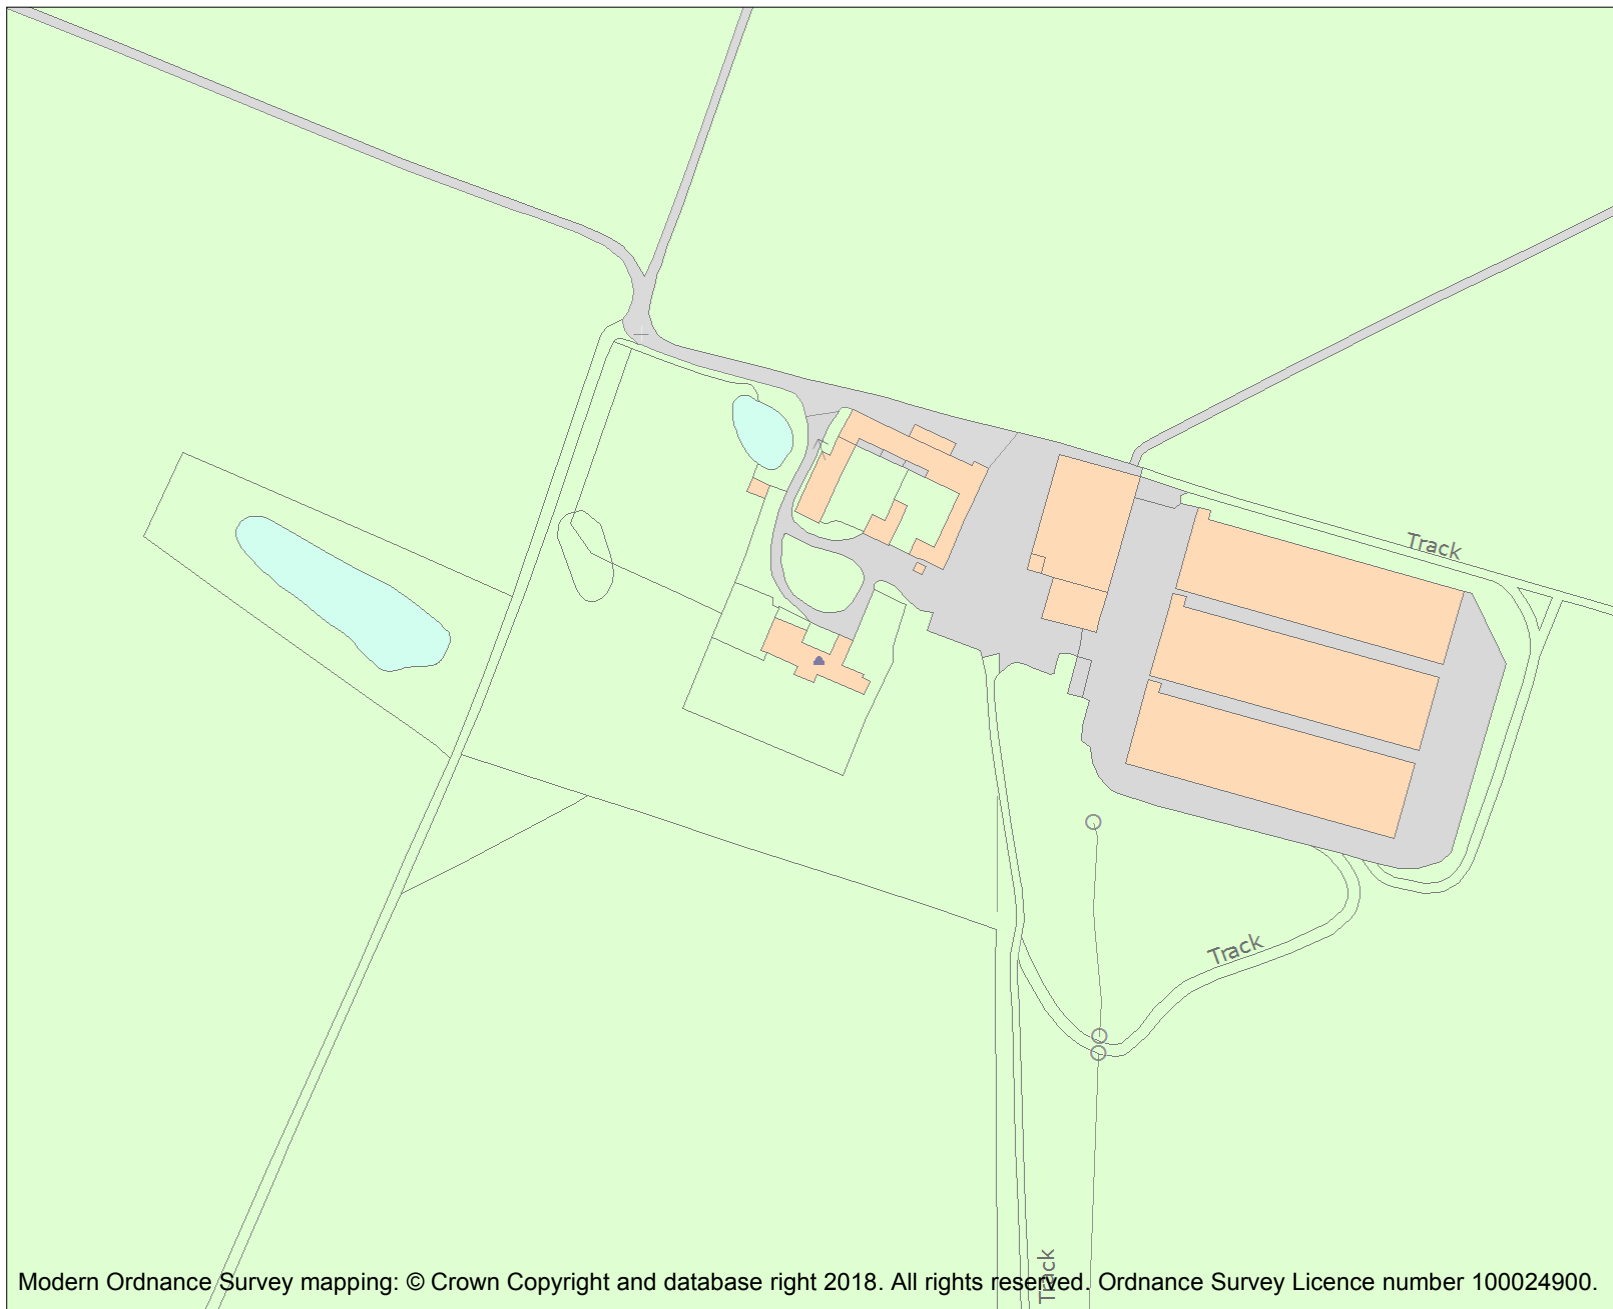 Track
Track
Track
Modern Ordnance Survey mapping: © Crown Copyright and database right 2018. All rights reserved. Ordnance Survey Licence number 100024900.